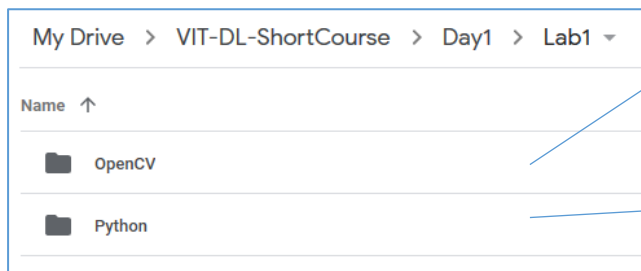 My Drive > VIT-DL-ShortCourse > Day1 > Lab1
Name
OpenCV
Python